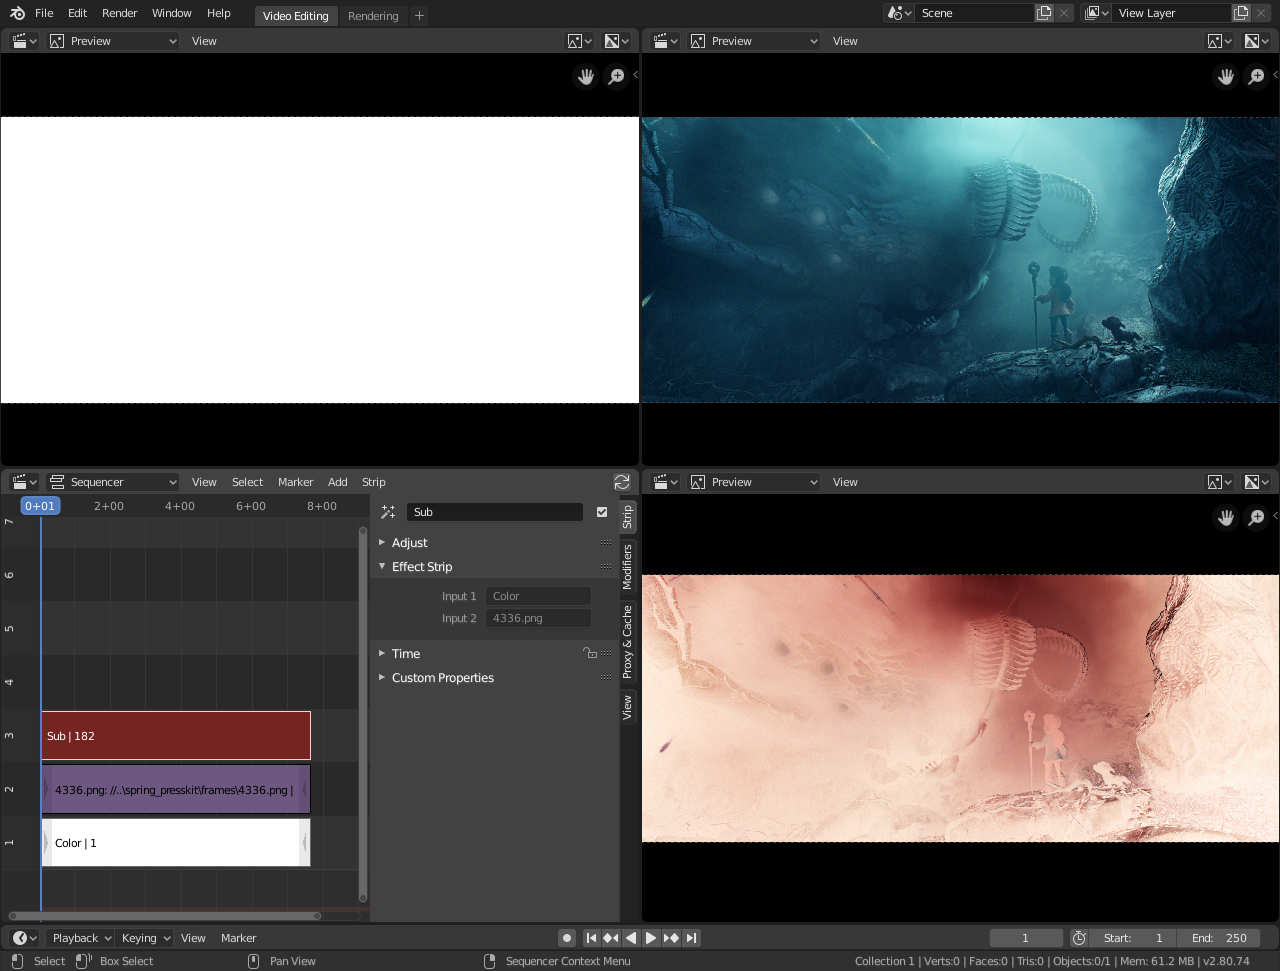 File Edit Render Window Help Video Editing Rendering + Scene View Layer
Preview View
Preview View
Sequencer View Select Marker Add Strip
Preview View
0+01 2+00 4+00 6+00 8+00
7
6
5
4
3
2
1
Sub | 182
4336.png: //..\spring_presskit\frames\4336.png |
Color | 1
Sub
Adjust
Effect Strip
Input 1 Color
Input 2 4336.png
Time
Custom Properties
Strip
Modifiers
Proxy & Cache
View
Playback Keying View Marker 1 Start: 1 End: 250
Select Box Select Pan View Sequencer Context Menu Collection 1 | Verts:0 | Faces:0 | Tris:0 | Objects:0/1 | Mem: 61.2 MB | v2.80.74